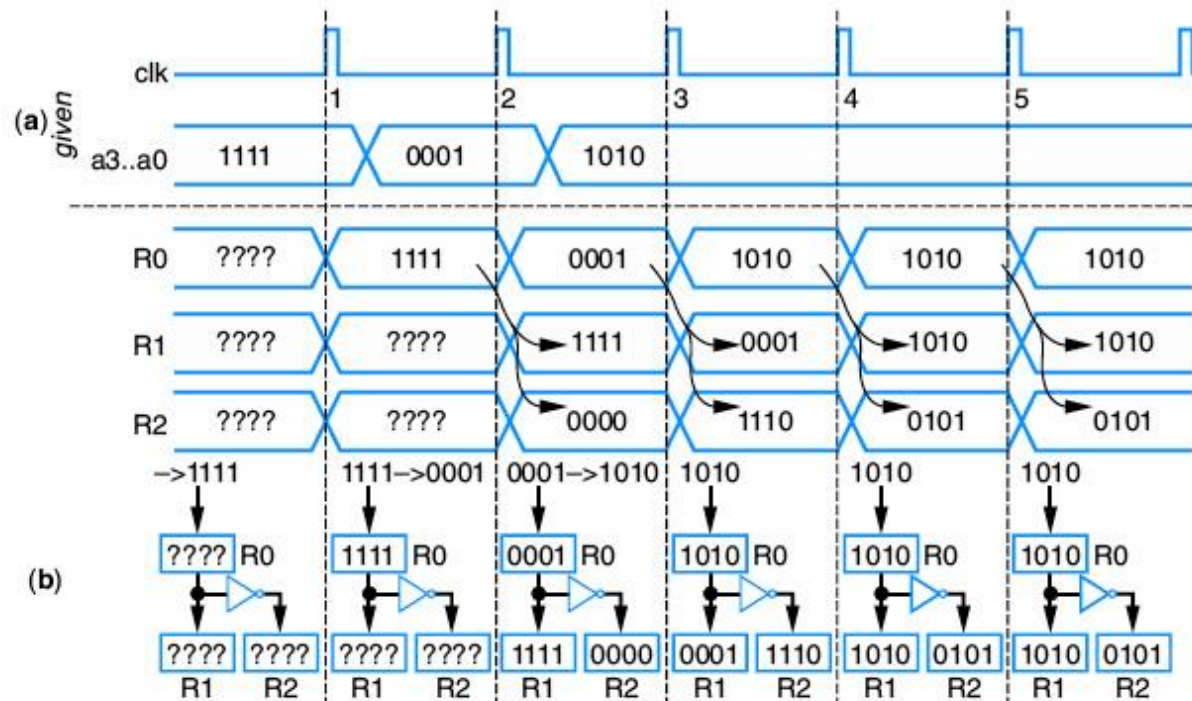 clk
1 2 3 4 5
(a) given
a3..a0 1111 0001 1010
R0 ???? 1111 0001 1010 1010 1010
R1 ???? ???? 1111 0001 1010 1010
R2 ???? ???? 0000 1110 0101 0101
–>1111 1111–>0001 0001–>1010 1010 1010 1010
???? R0 1111 R0 0001 R0 1010 R0 1010 R0 1010 R0
(b)
???? ???? ???? ???? 1111 0000 0001 1110 1010 0101 1010 0101
R1 R2 R1 R2 R1 R2 R1 R2 R1 R2 R1 R2